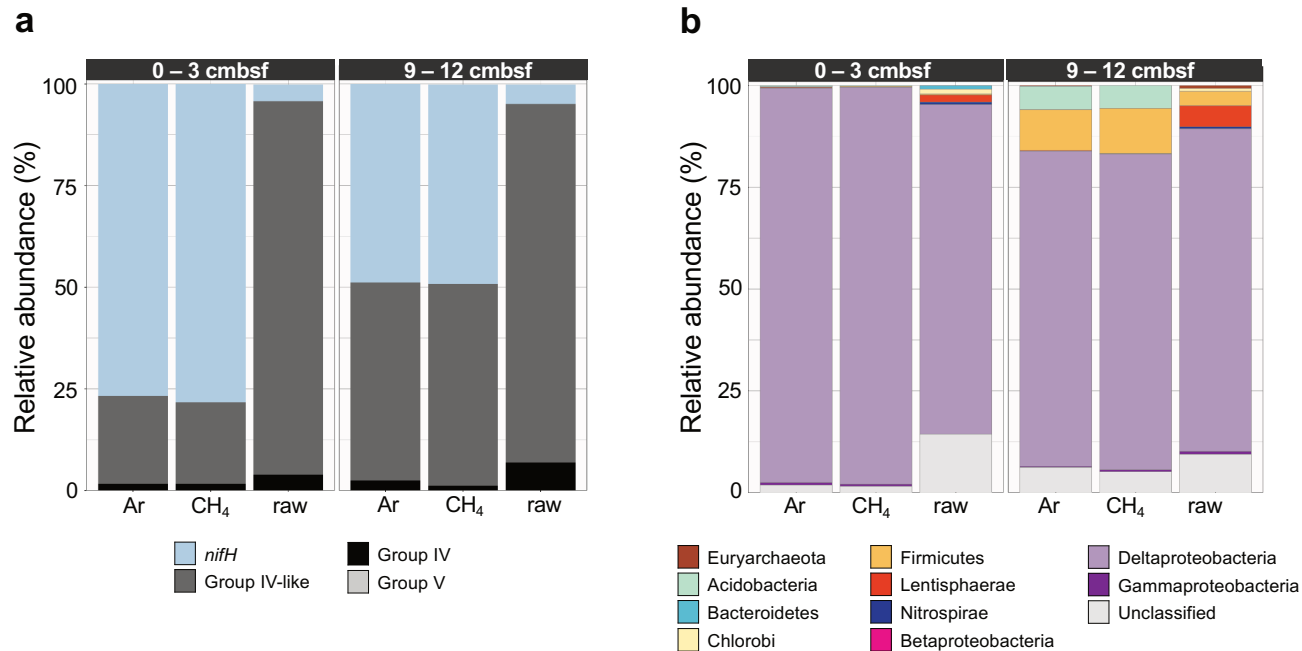 a
0 – 3 cmbsf
9 – 12 cmbsf
Relative abundance (%)
100
75
50
25
0
Ar
CH₄
raw
Ar
CH₄
raw
nifH
Group IV-like
Group IV
Group V
b
0 – 3 cmbsf
9 – 12 cmbsf
Relative abundance (%)
100
75
50
25
0
Ar
CH₄
raw
Ar
CH₄
raw
Euryarchaeota
Acidobacteria
Bacteroidetes
Chlorobi
Firmicutes
Lentisphaerae
Nitrospirae
Betaproteobacteria
Deltaproteobacteria
Gammaproteobacteria
Unclassified